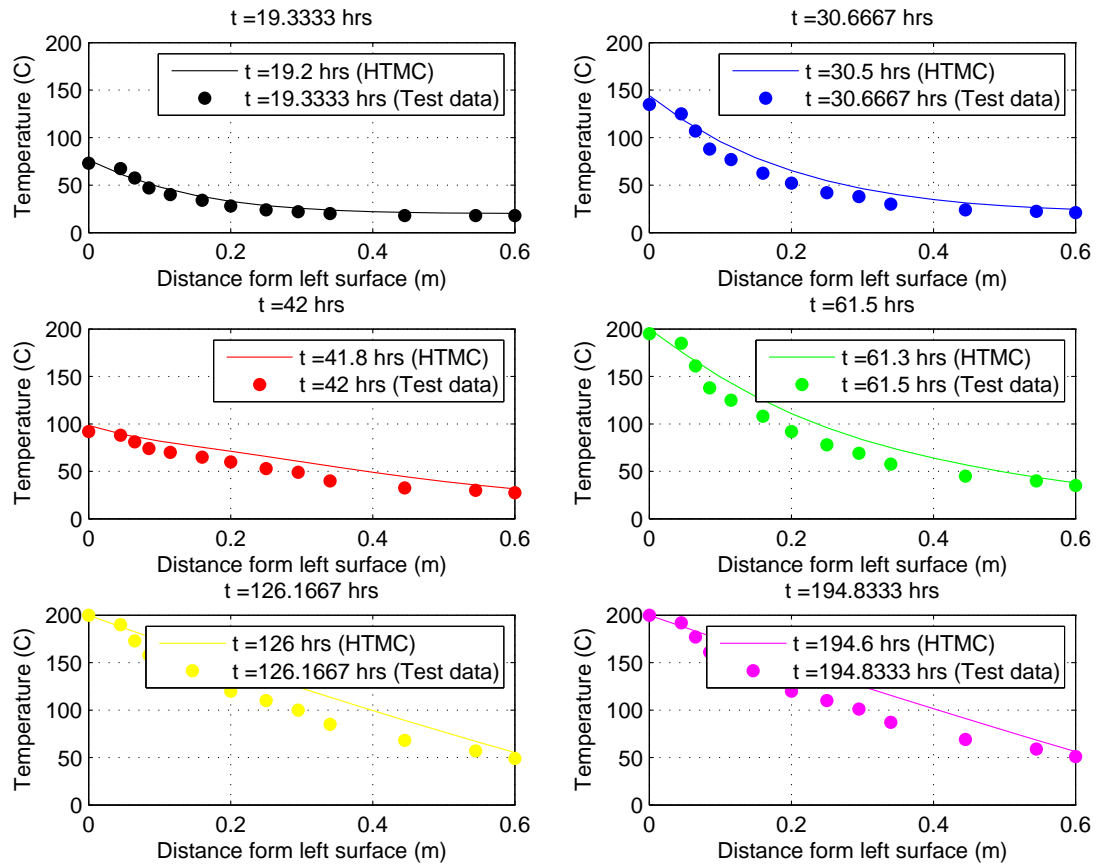 t =19.3333 hrs
200
150
100
50
0
Temperature (C)
t =19.2 hrs (HTMC)
t =19.3333 hrs (Test data)
0 0.2 0.4 0.6
Distance form left surface (m)
t =30.6667 hrs
200
150
100
50
0
Temperature (C)
t =30.5 hrs (HTMC)
t =30.6667 hrs (Test data)
0 0.2 0.4 0.6
Distance form left surface (m)
t =42 hrs
200
150
100
50
0
Temperature (C)
t =41.8 hrs (HTMC)
t =42 hrs (Test data)
0 0.2 0.4 0.6
Distance form left surface (m)
t =61.5 hrs
200
150
100
50
0
Temperature (C)
t =61.3 hrs (HTMC)
t =61.5 hrs (Test data)
0 0.2 0.4 0.6
Distance form left surface (m)
t =126.1667 hrs
200
150
100
50
0
Temperature (C)
t =126 hrs (HTMC)
t =126.1667 hrs (Test data)
0 0.2 0.4 0.6
Distance form left surface (m)
t =194.8333 hrs
200
150
100
50
0
Temperature (C)
t =194.6 hrs (HTMC)
t =194.8333 hrs (Test data)
0 0.2 0.4 0.6
Distance form left surface (m)